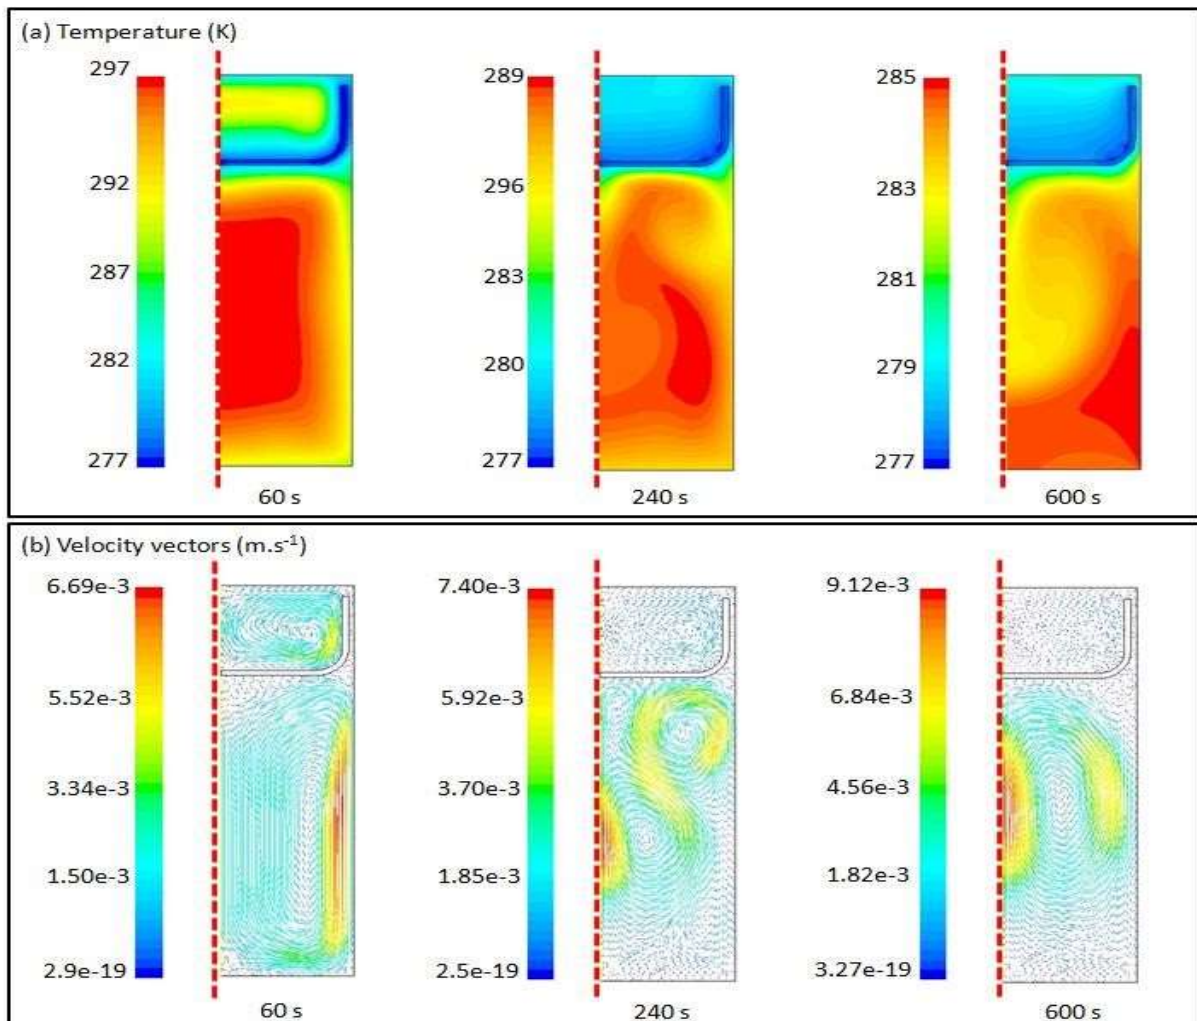 (a) Temperature (K)
297
292
287
282
277
60 s
289
296
283
280
277
240 s
285
283
281
279
277
600 s
(b) Velocity vectors (m.s⁻¹)
6.69e-3
5.52e-3
3.34e-3
1.50e-3
2.9e-19
60 s
7.40e-3
5.92e-3
3.70e-3
1.85e-3
2.5e-19
240 s
9.12e-3
6.84e-3
4.56e-3
1.82e-3
3.27e-19
600 s